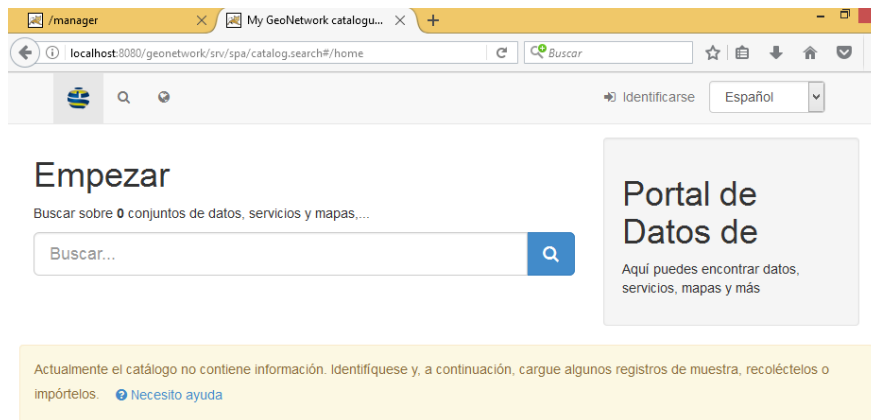 /manager
My GeoNetwork catalogu...
localhost:8080/geonetwork/srv/spa/catalog.search#/home
Buscar
Identificarse
Español
Empezar
Buscar sobre 0 conjuntos de datos, servicios y mapas,...
Buscar...
Portal de
Datos de
Aquí puedes encontrar datos,
servicios, mapas y más
Actualmente el catálogo no contiene información. Identifíquese y, a continuación, cargue algunos registros de muestra, recoléctelos o
impórtelos. Necesito ayuda